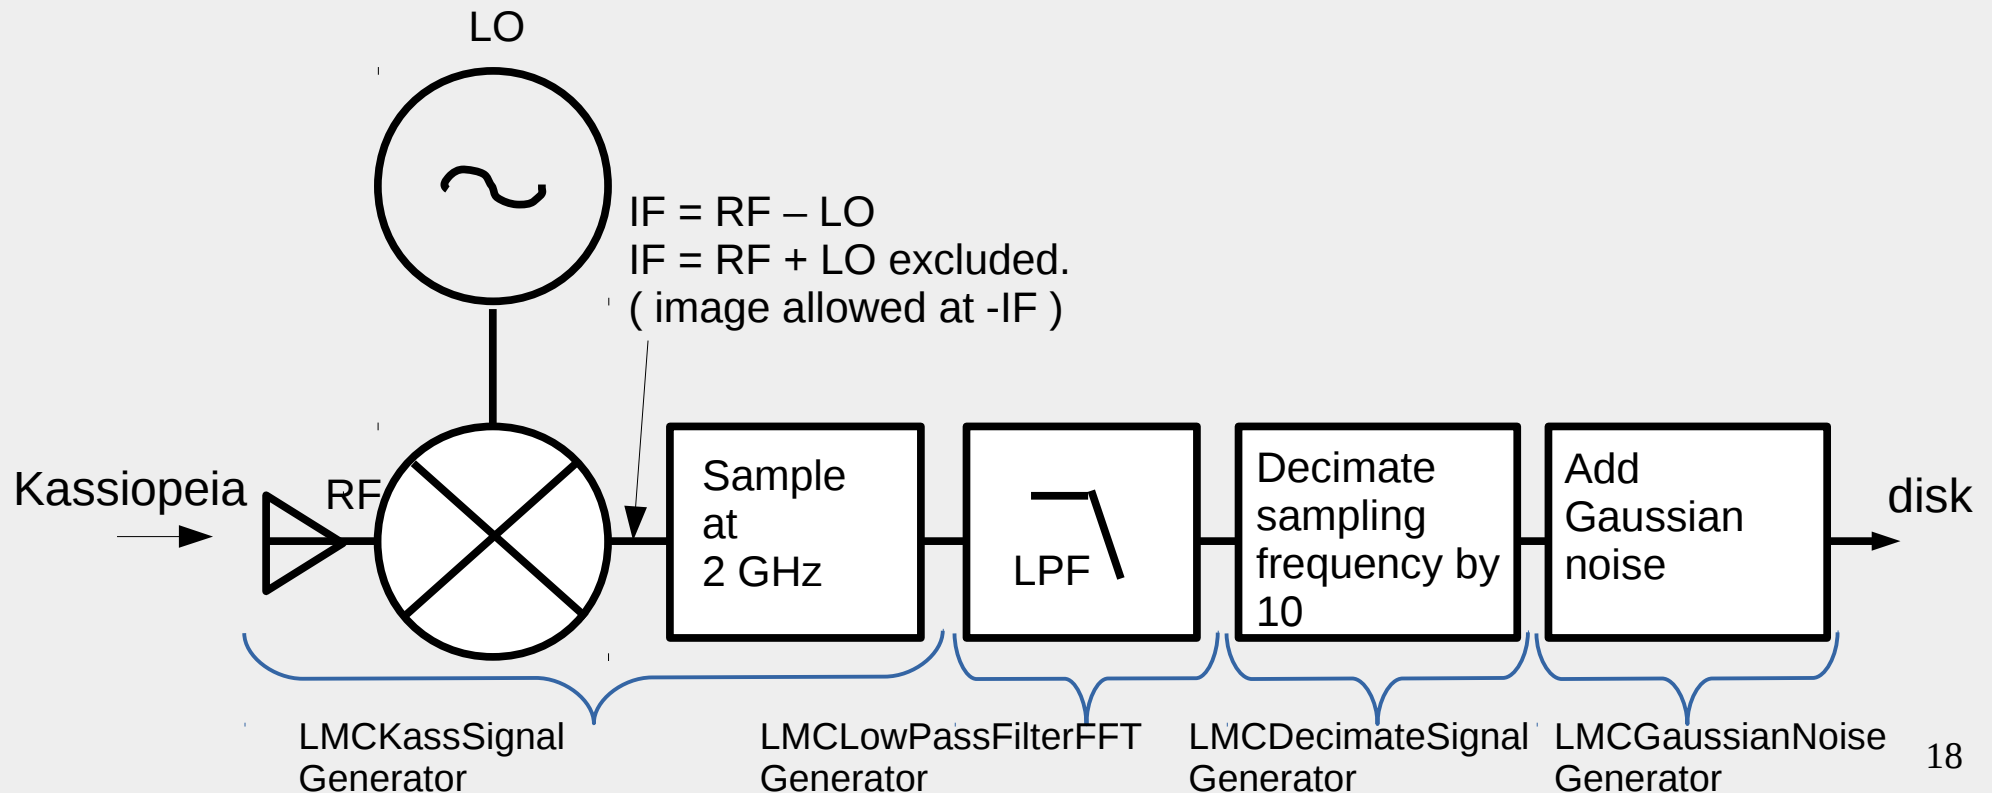 LO
IF = RF – LO
IF = RF + LO excluded.
( image allowed at -IF )
Kassiopeia
RF
Sample
at
2 GHz
LPF
Decimate
sampling
frequency by
10
Add
Gaussian
noise
disk
LMCKassSignal
Generator
LMCLowPassFilterFFT
Generator
LMCDecimateSignal
Generator
LMCGaussianNoise
Generator
18